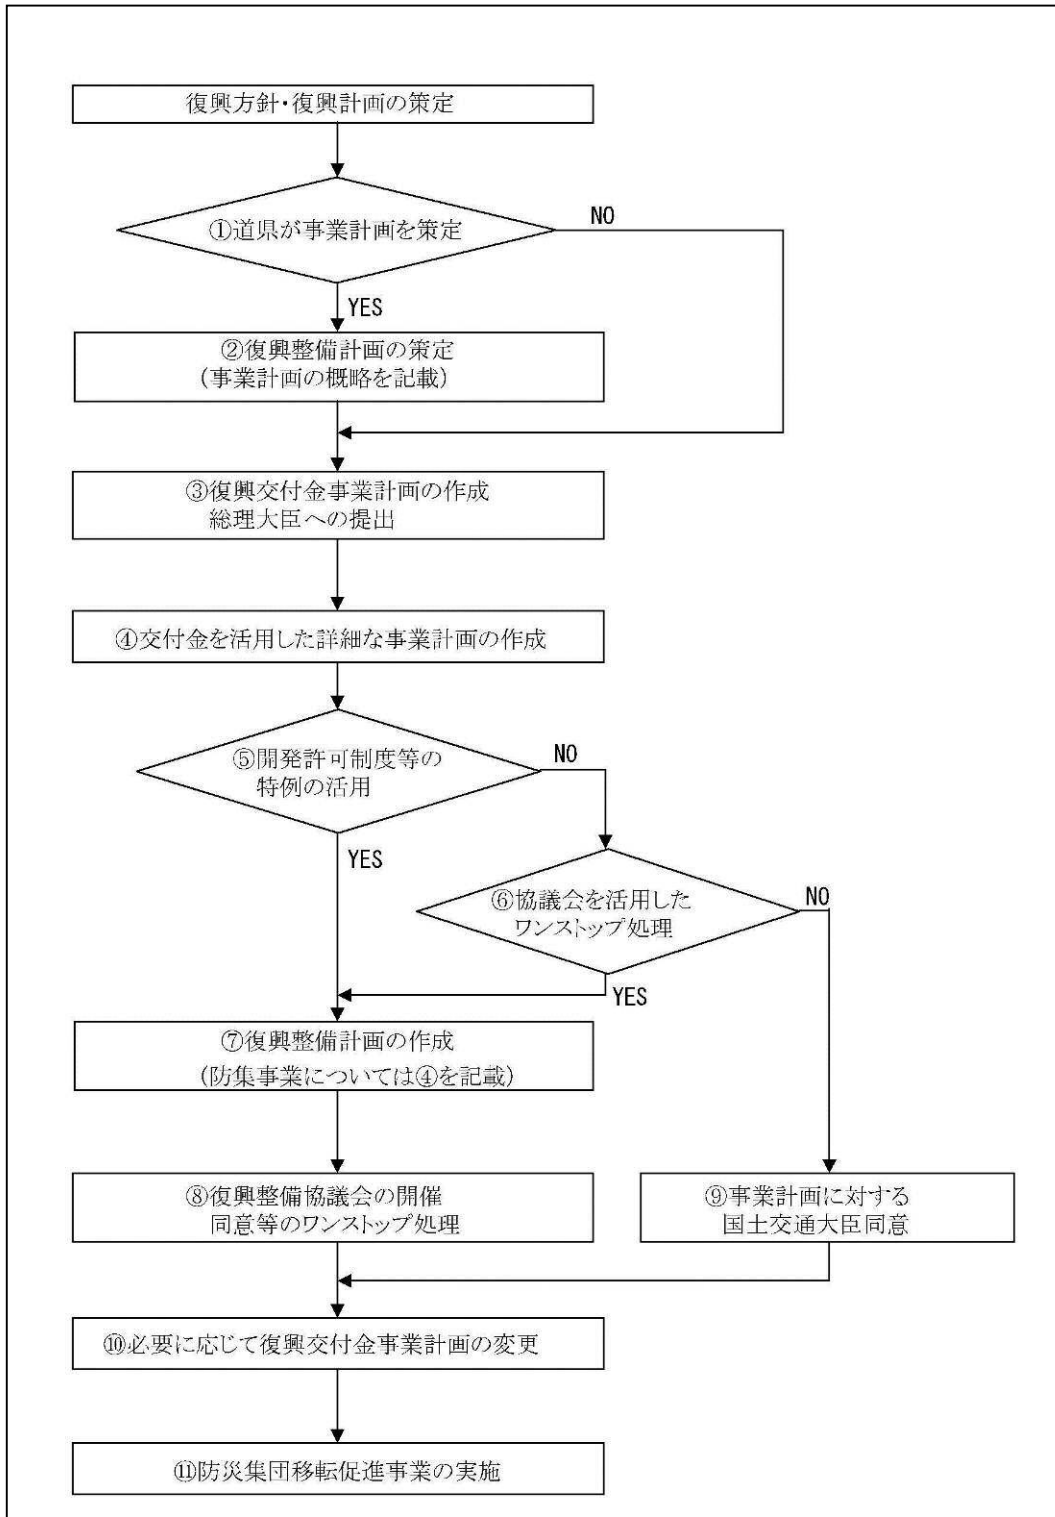 復興方針・復興計画の策定
①道県が事業計画を策定
NO
YES
②復興整備計画の策定
(事業計画の概略を記載)
③復興交付金事業計画の作成
総理大臣への提出
④交付金を活用した詳細な事業計画の作成
⑤開発許可制度等の
特例の活用
NO
YES
⑥協議会を活用した
ワンストップ処理
NO
YES
⑦復興整備計画の作成
(防集事業については④を記載)
⑧復興整備協議会の開催
同意等のワンストップ処理
⑨事業計画に対する
国土交通大臣同意
⑩必要に応じて復興交付金事業計画の変更
⑪防災集団移転促進事業の実施